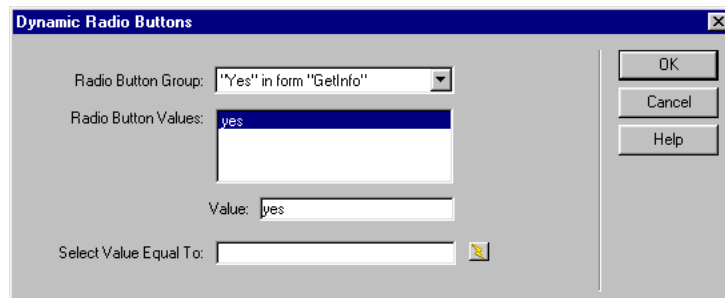 Dynamic Radio Buttons
Radio Button Group: "Yes" in form "GetInfo"
Radio Button Values: yes
Value: yes
Select Value Equal To:
OK
Cancel
Help